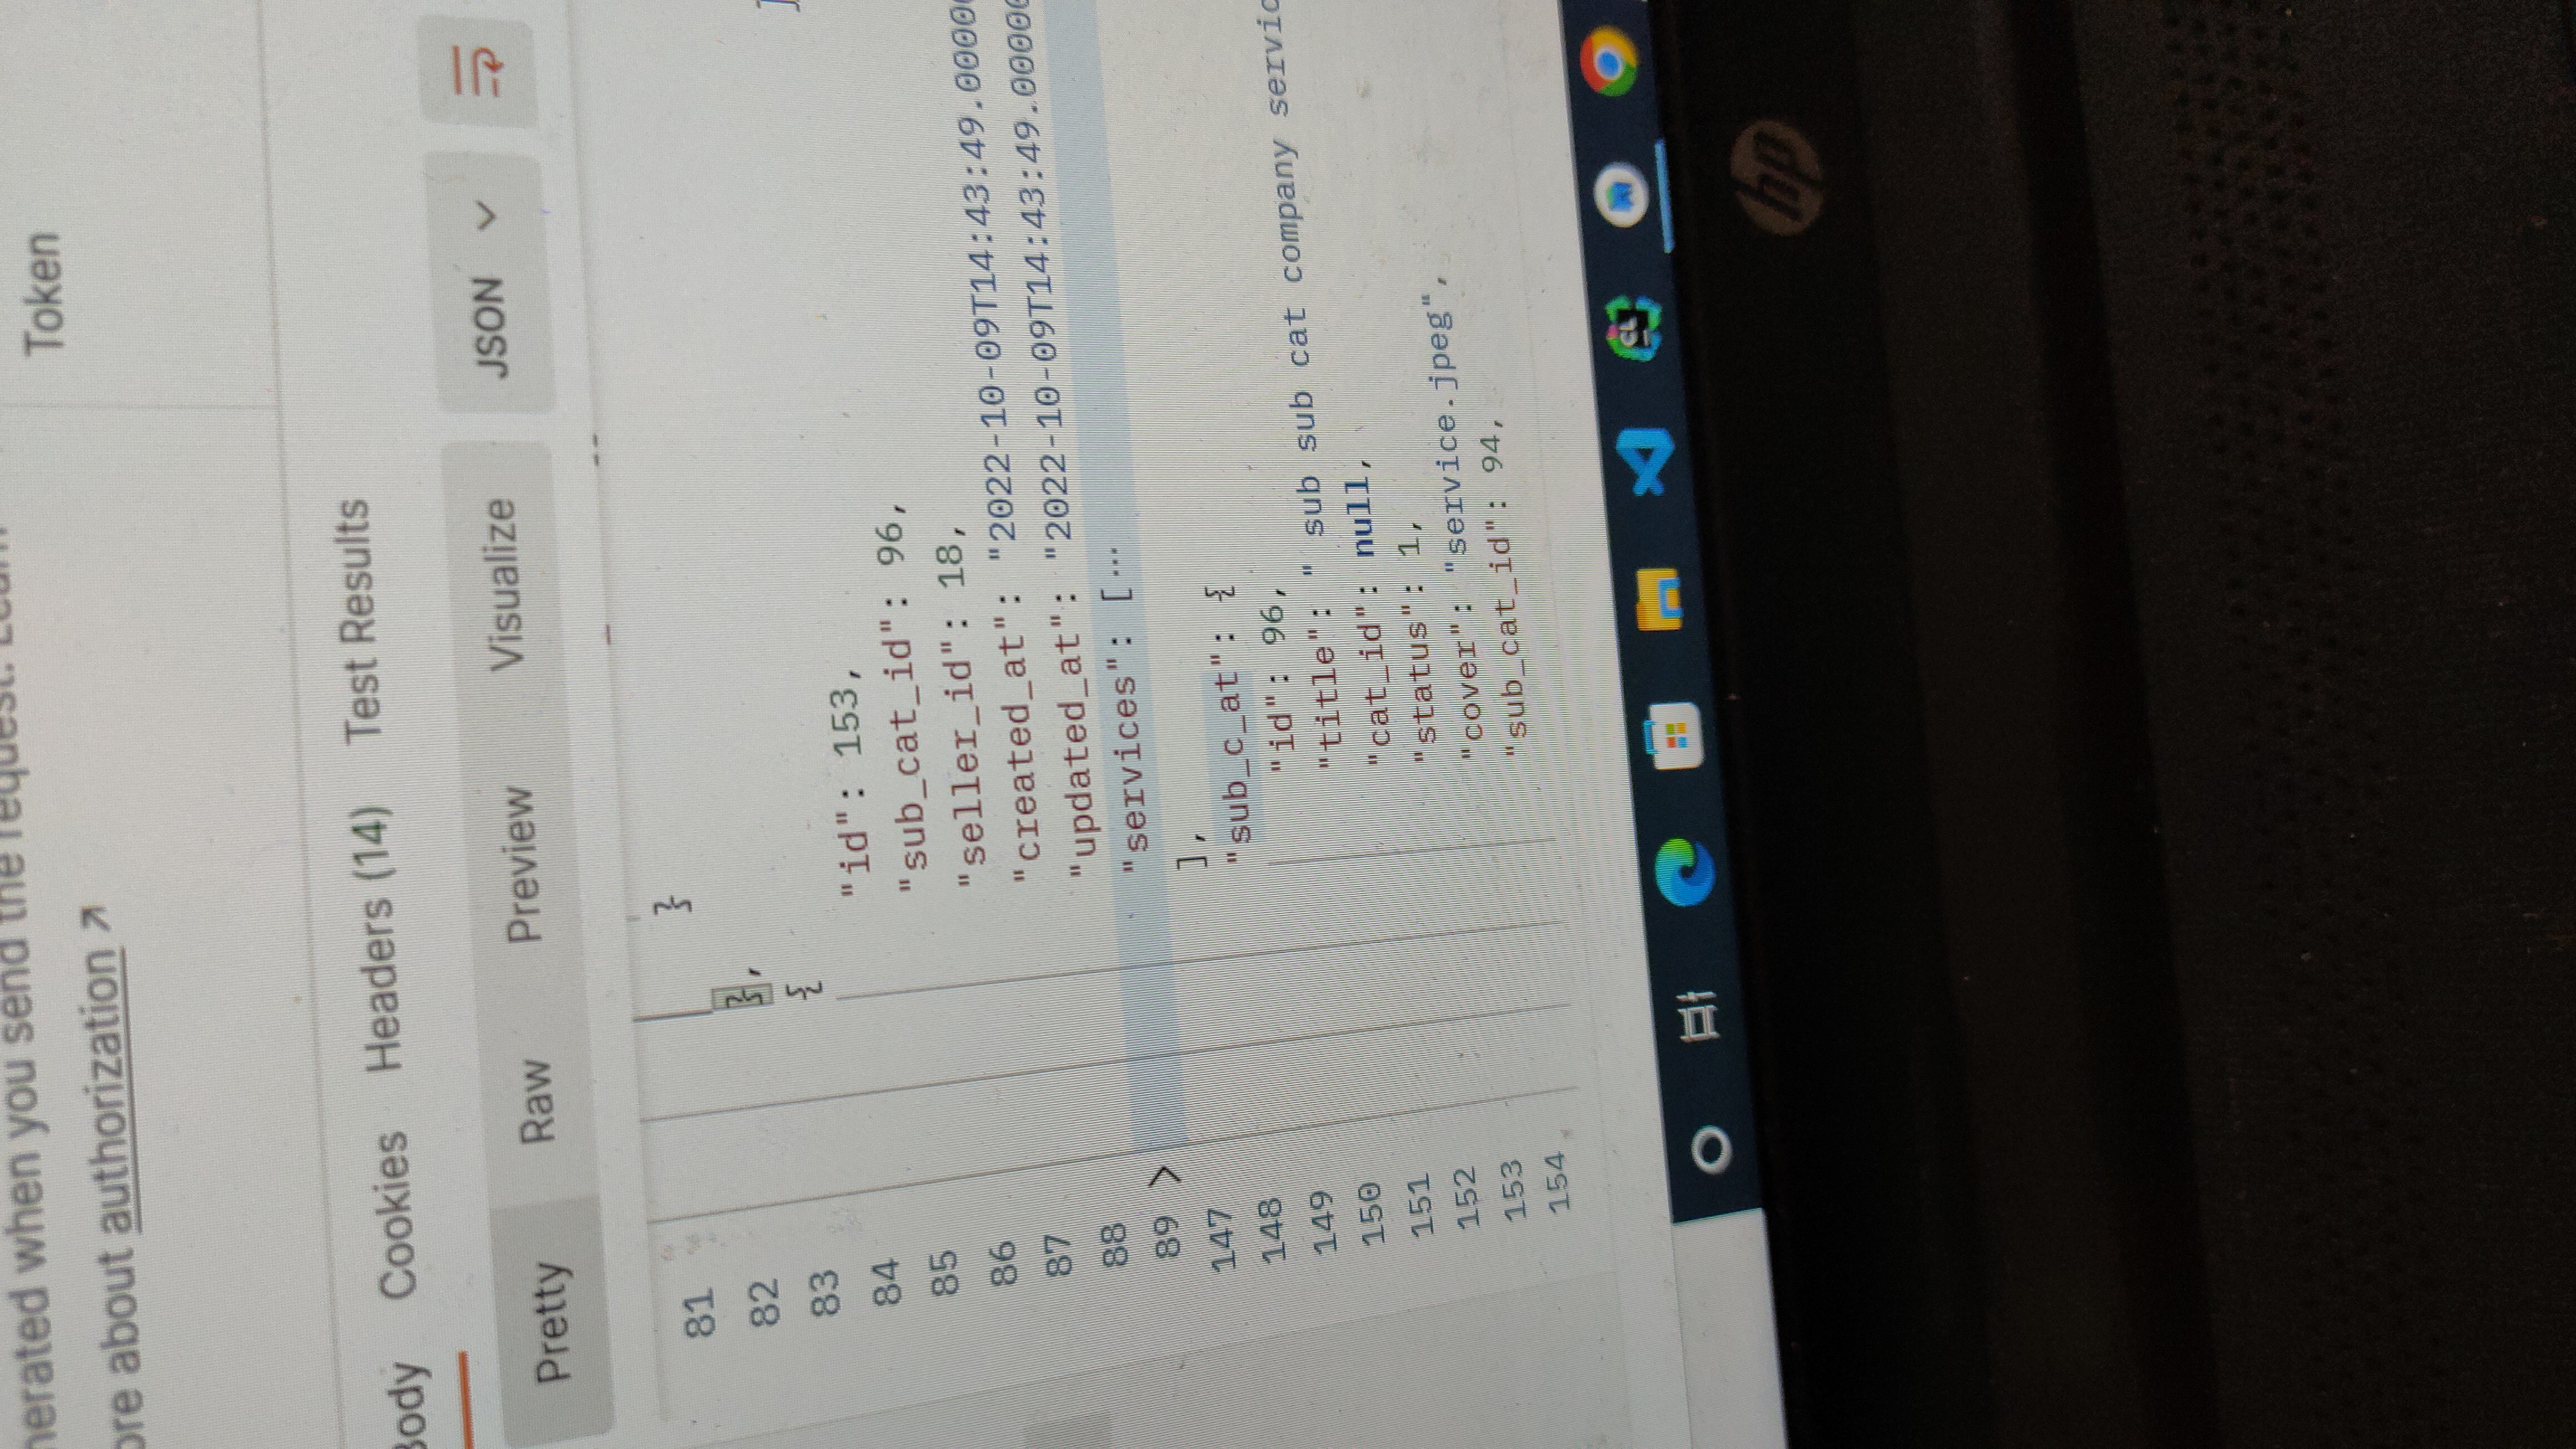 nerated when you send the request. Learn
ore about authorization ↗
Token
Body Cookies Headers (14) Test Results
Pretty Raw Preview Visualize JSON
81 }
82 },
83 {
84 "id": 153,
85 "sub_cat_id": 96,
86 "seller_id": 18,
87 "created_at": "2022-10-09T14:43:49.00000
88 "updated_at": "2022-10-09T14:43:49.00000
89 > "services": [...
147 ],
148 "sub_c_at": {
149 "id": 96,
150 "title": " sub sub cat company servic
151 "cat_id": null,
152 "status": 1,
153 "cover": "service.jpeg",
154 "sub_cat_id": 94,
CL
hp